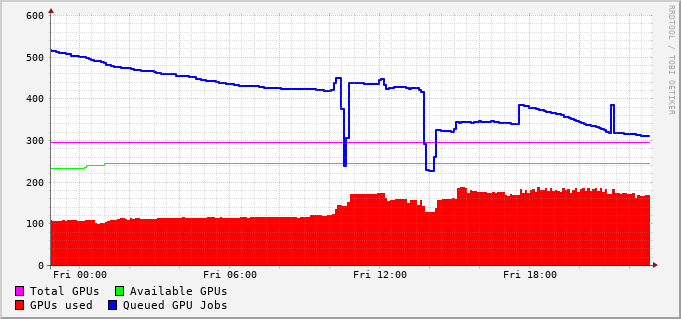 600
500
400
300
200
100
0
Fri 00:00 Fri 06:00 Fri 12:00 Fri 18:00
Total GPUs Available GPUs
GPUs used Queued GPU Jobs
RRDTOOL / TOBI OETIKER